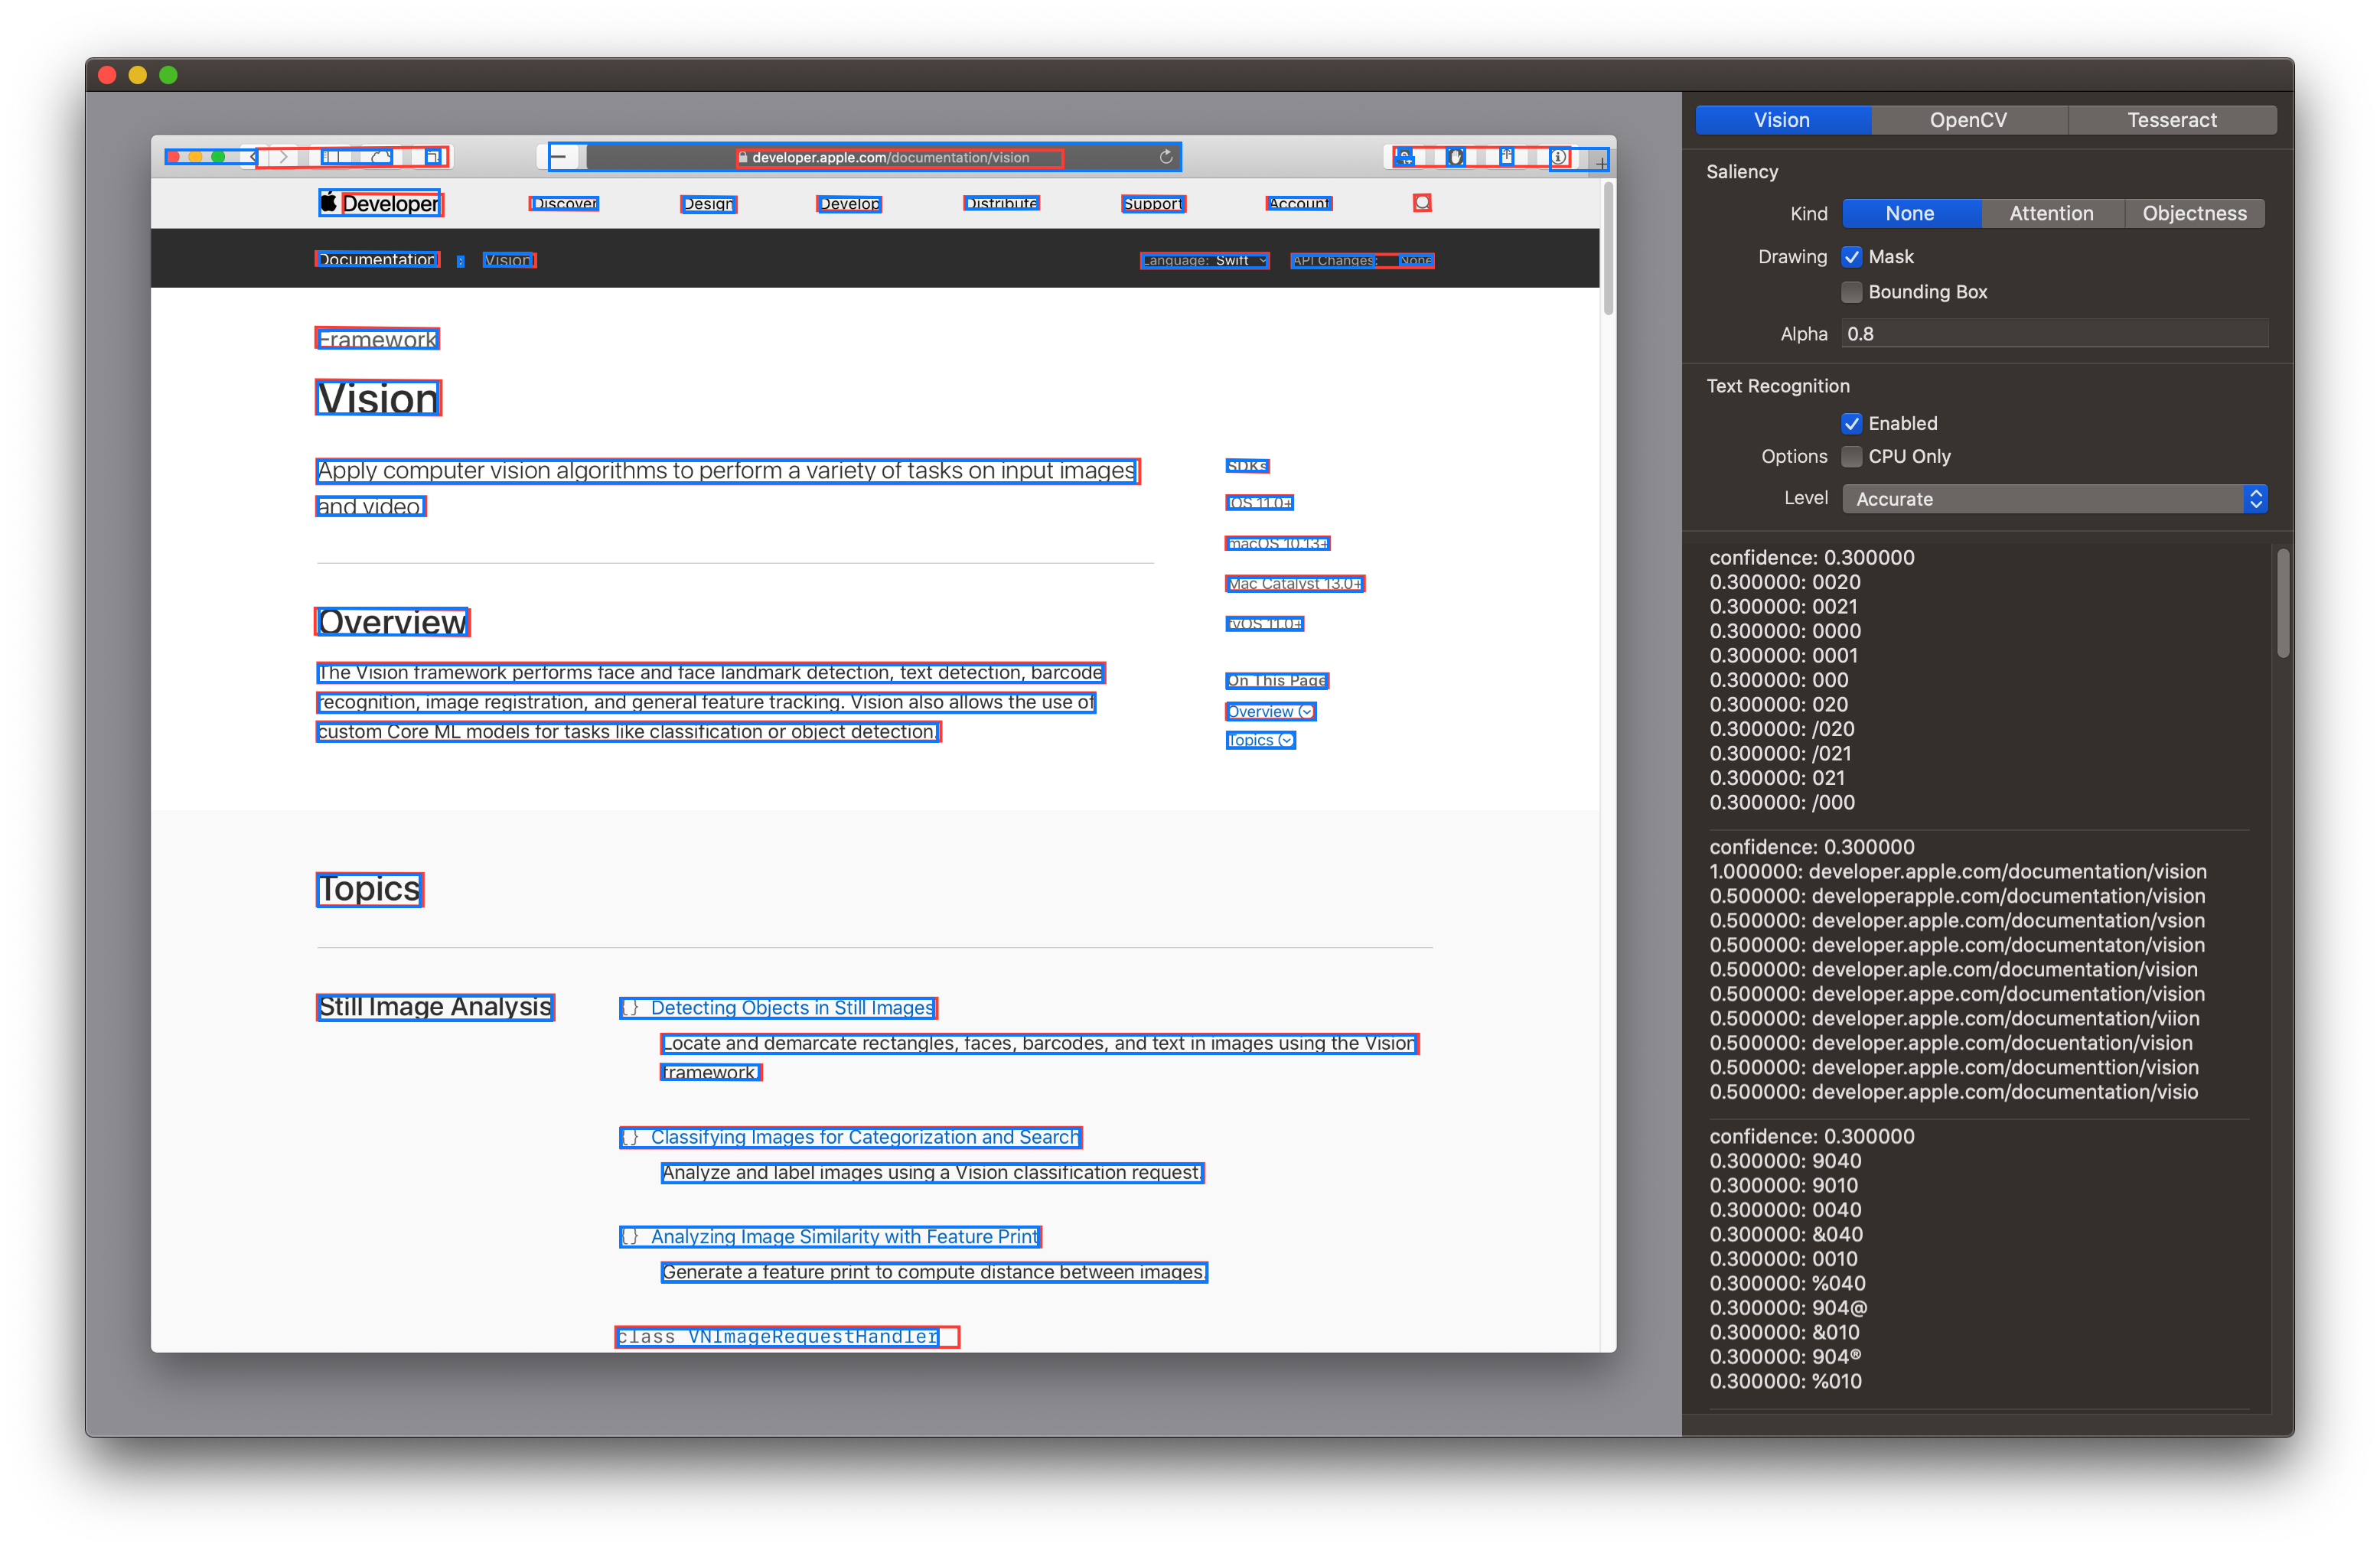 developer.apple.com/documentation/vision
Developer
Discover
Design
Develop
Distribute
Support
Account
Documentation
Vision
Language: Swift
API Changes: None
Framework
Vision
Apply computer vision algorithms to perform a variety of tasks on input images
and video.
SDKs
iOS 11.0+
macOS 10.13+
Mac Catalyst 13.0+
tvOS 11.0+
Overview
The Vision framework performs face and face landmark detection, text detection, barcode
recognition, image registration, and general feature tracking. Vision also allows the use of
custom Core ML models for tasks like classification or object detection.
On This Page
Overview
Topics
Topics
Still Image Analysis
{} Detecting Objects in Still Images
Locate and demarcate rectangles, faces, barcodes, and text in images using the Vision
framework.
{} Classifying Images for Categorization and Search
Analyze and label images using a Vision classification request.
{} Analyzing Image Similarity with Feature Print
Generate a feature print to compute distance between images.
class VNImageRequestHandler
Vision
OpenCV
Tesseract
Saliency
Kind
None
Attention
Objectness
Drawing
Mask
Bounding Box
Alpha
0.8
Text Recognition
Enabled
Options
CPU Only
Level
Accurate
confidence: 0.300000
0.300000: 0020
0.300000: 0021
0.300000: 0000
0.300000: 0001
0.300000: 000
0.300000: 020
0.300000: /020
0.300000: /021
0.300000: 021
0.300000: /000
confidence: 0.300000
1.000000: developer.apple.com/documentation/vision
0.500000: developerapple.com/documentation/vision
0.500000: developer.apple.com/documentation/vsion
0.500000: developer.apple.com/documentaton/vision
0.500000: developer.aple.com/documentation/vision
0.500000: developer.appe.com/documentation/vision
0.500000: developer.apple.com/documentation/viion
0.500000: developer.apple.com/docuentation/vision
0.500000: developer.apple.com/documenttion/vision
0.500000: developer.apple.com/documentation/visio
confidence: 0.300000
0.300000: 9040
0.300000: 9010
0.300000: 0040
0.300000: &040
0.300000: 0010
0.300000: %040
0.300000: 904@
0.300000: &010
0.300000: 904®
0.300000: %010